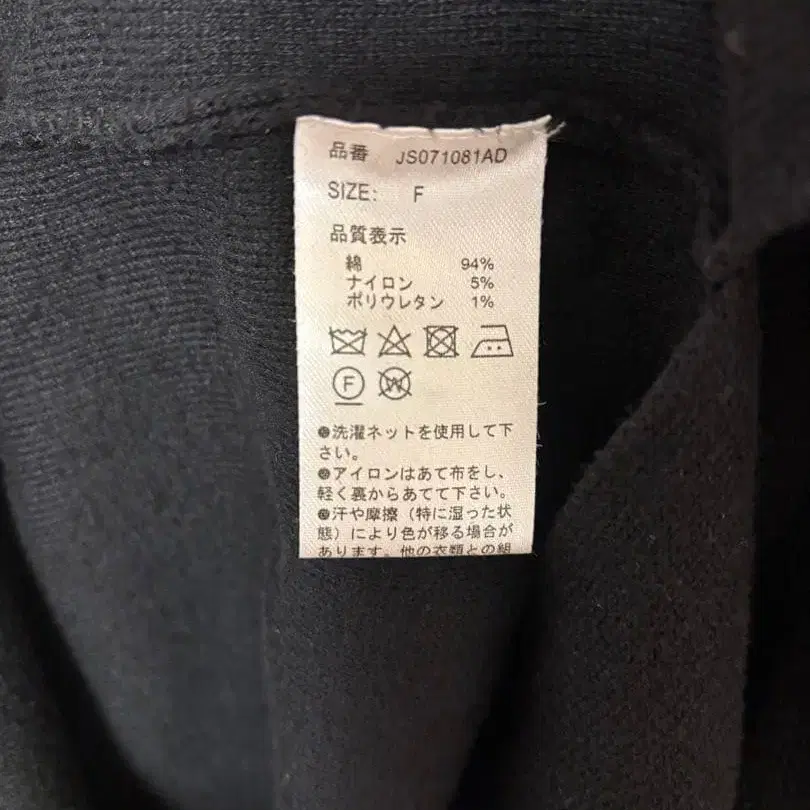 品番 JS071081AD
SIZE: F
品質表示
綿 94%
ナイロン 5%
ポリウレタン 1%
F W
●洗濯ネットを使用して下
さい。
●アイロンはあて布をし、
軽く裏からあてて下さい。
●汗や摩擦（特に湿った状
態）により色が移る場合が
あります。他の衣類との組